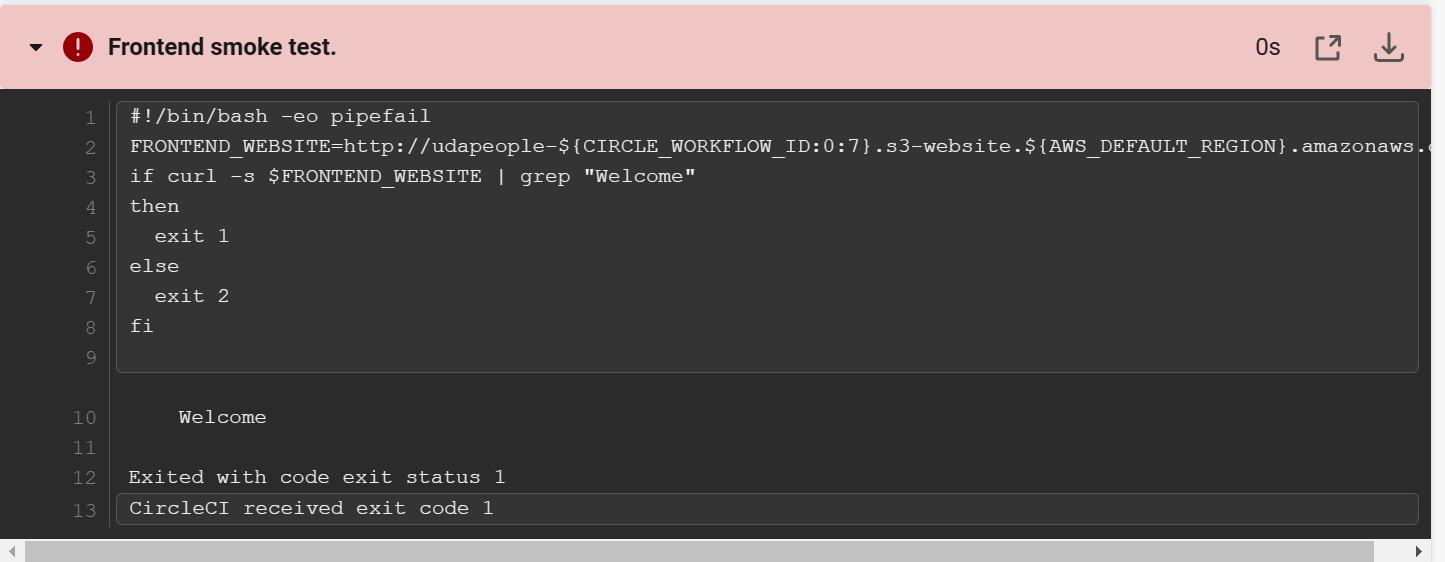 Frontend smoke test.
0s
1 #!/bin/bash -eo pipefail
2 FRONTEND_WEBSITE=http://udapeople-${CIRCLE_WORKFLOW_ID:0:7}.s3-website.${AWS_DEFAULT_REGION}.amazonaws.
3 if curl -s $FRONTEND_WEBSITE | grep "Welcome"
4 then
5 exit 1
6 else
7 exit 2
8 fi
9
10 Welcome
11
12 Exited with code exit status 1
13 CircleCI received exit code 1